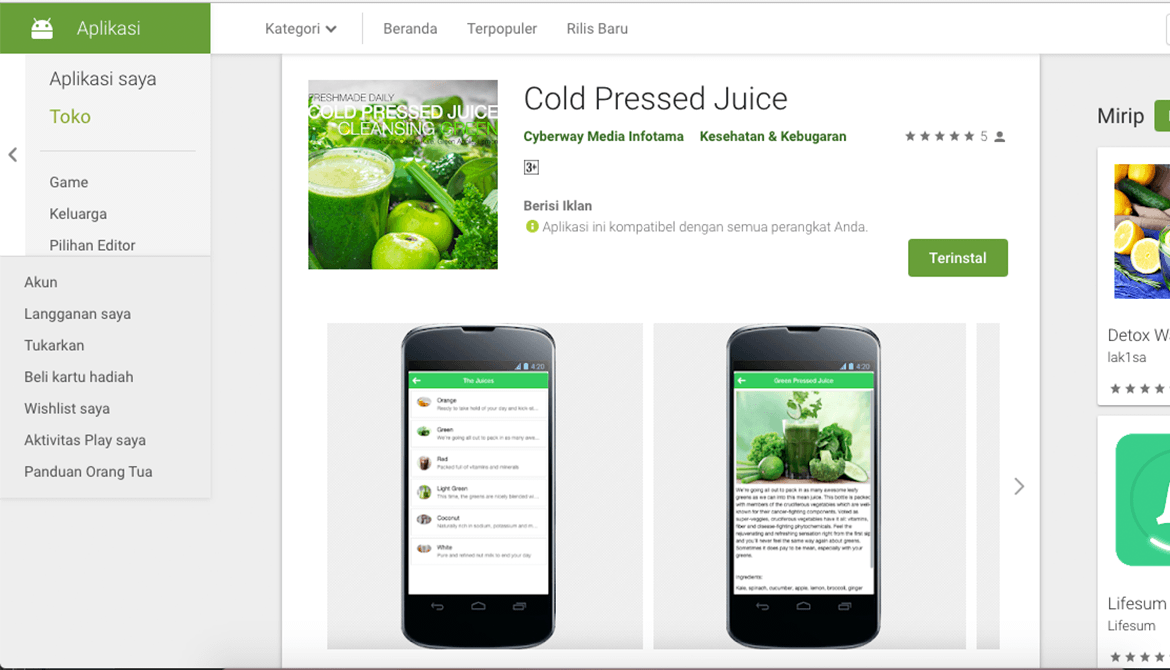 Aplikasi
Kategori
Beranda
Terpopuler
Rilis Baru
Aplikasi saya
Toko
Game
Keluarga
Pilihan Editor
Akun
Langganan saya
Tukarkan
Beli kartu hadiah
Wishlist saya
Aktivitas Play saya
Panduan Orang Tua
FRESHMADE DAILY
COLD PRESSED JUICE
CLEANSING GREEN
Cold Pressed Juice
Cyberway Media Infotama Kesehatan & Kebugaran
5
3+
Berisi Iklan
Aplikasi ini kompatibel dengan semua perangkat Anda.
Terinstal
4:20
The Juices
Orange
Ready to take hold of your day and kick-st...
Green
We're going all out to pack in as many awe...
Red
Packed full of vitamins and minerals
Light Green
This time, the greens are nicely blended w...
Coconut
Naturely rich in sodium, potassium and m...
White
Pure and refined nut milk to end your day
4:20
Green Pressed Juice
We're going all out to pack in as many awesome leafy
greens as we can into this mean juice. This bottle is packed
with members of the cruciferous vegetables which are well-
known for their cancer-fighting components. Voted as
super-veggies, cruciferous vegetables have it all: vitamins,
fiber and disease-fighting phytochemicals. Feel the
rejuvenating and refreshing sensation right from the first sip
and you'll never feel the same way again about greens.
Sometimes it does pay to be mean, especially with your
greens.
Ingredients:
Kale, spinach, cucumber, apple, lemon, broccoli, ginger
Mirip
Detox W
lak1sa
Lifesum
Lifesum